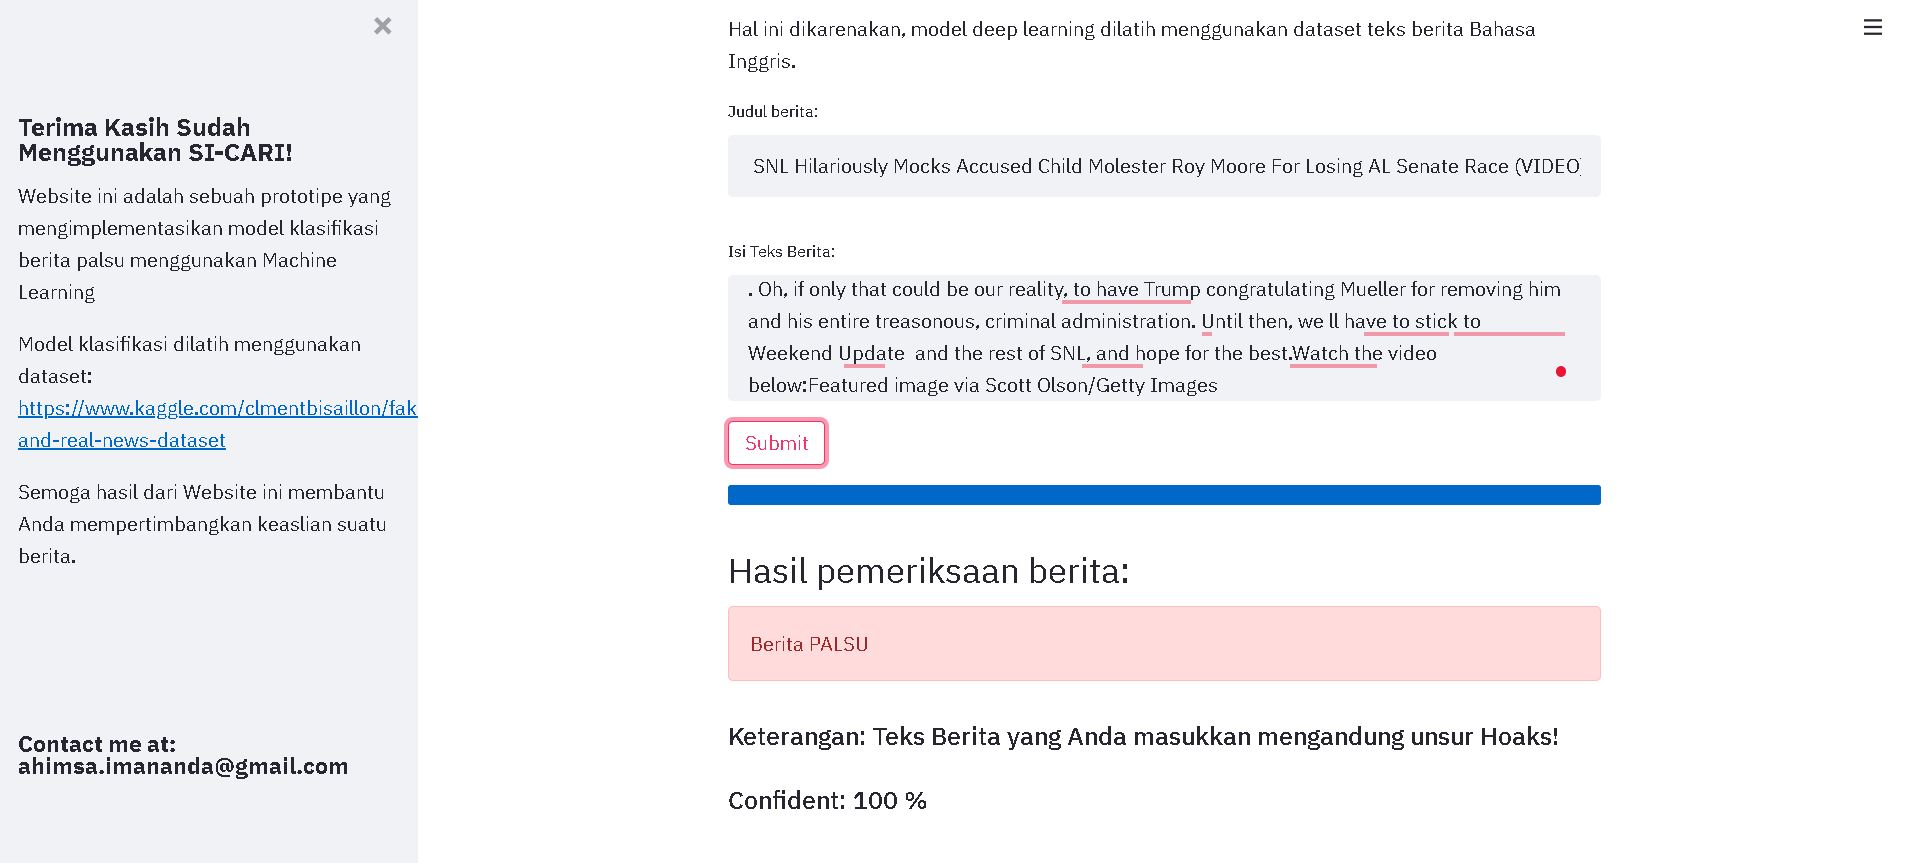 Terima Kasih Sudah
Menggunakan SI-CARI!
Website ini adalah sebuah prototipe yang
mengimplementasikan model klasifikasi
berita palsu menggunakan Machine
Learning
Model klasifikasi dilatih menggunakan
dataset:
https://www.kaggle.com/clmentbisaillon/fak
and-real-news-dataset
Semoga hasil dari Website ini membantu
Anda mempertimbangkan keaslian suatu
berita.
Contact me at:
ahimsa.imananda@gmail.com
Hal ini dikarenakan, model deep learning dilatih menggunakan dataset teks berita Bahasa
Inggris.
Judul berita:
SNL Hilariously Mocks Accused Child Molester Roy Moore For Losing AL Senate Race (VIDEO)
Isi Teks Berita:
. Oh, if only that could be our reality, to have Trump congratulating Mueller for removing him
and his entire treasonous, criminal administration. Until then, we ll have to stick to
Weekend Update  and the rest of SNL, and hope for the best.Watch the video
below:Featured image via Scott Olson/Getty Images
Submit
Hasil pemeriksaan berita:
Berita PALSU
Keterangan: Teks Berita yang Anda masukkan mengandung unsur Hoaks!
Confident: 100 %